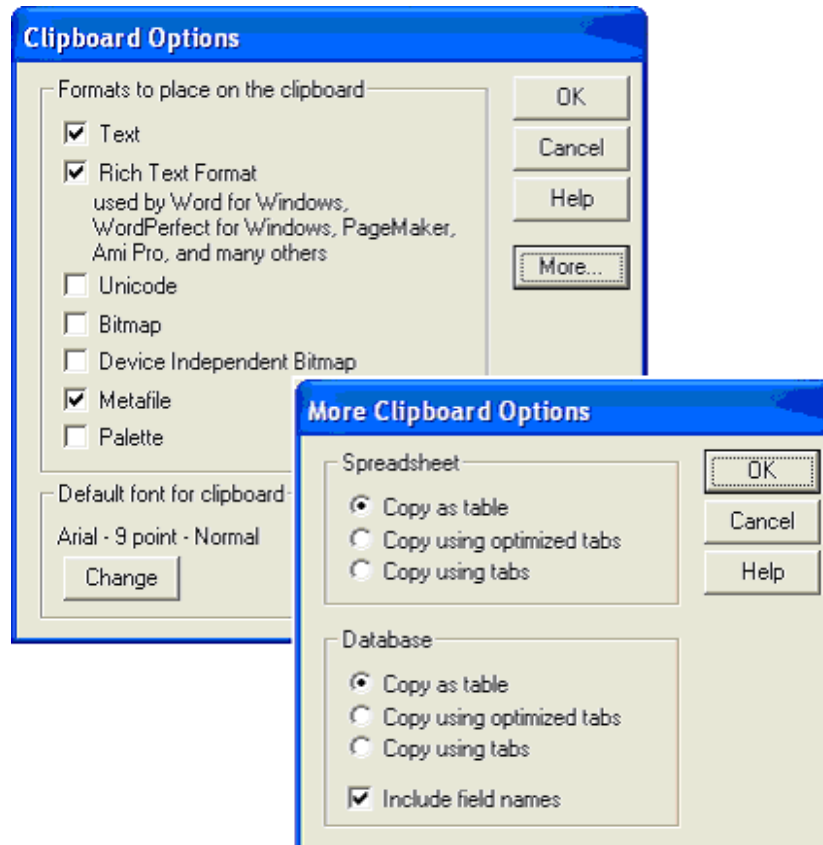 Clipboard Options
Formats to place on the clipboard
Text
Rich Text Format
used by Word for Windows,
WordPerfect for Windows, PageMaker,
Ami Pro, and many others
Unicode
Bitmap
Device Independent Bitmap
Metafile
Palette
Default font for clipboard
Arial - 9 point - Normal
Change
OK
Cancel
Help
More...
More Clipboard Options
Spreadsheet
Copy as table
Copy using optimized tabs
Copy using tabs
Database
Copy as table
Copy using optimized tabs
Copy using tabs
Include field names
OK
Cancel
Help